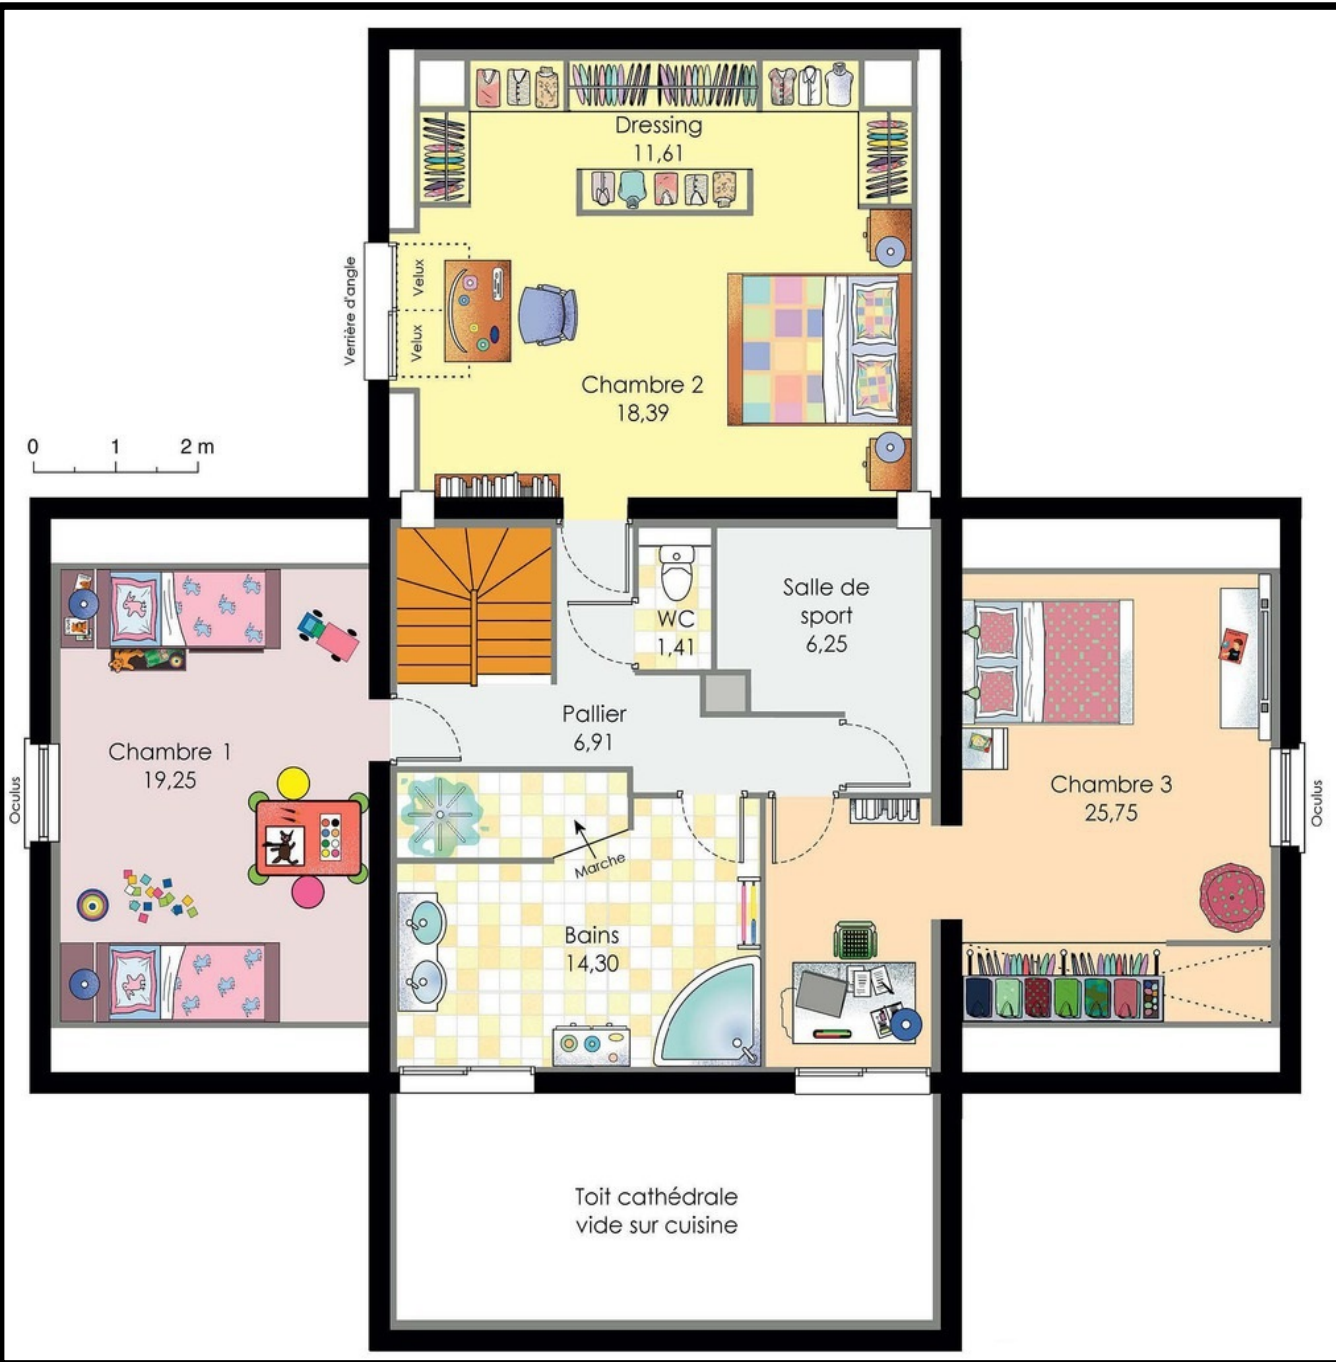 Dressing
11,61
Verrière d'angle
Velux
Velux
Chambre 2
18,39
0 1 2 m
Salle de
sport
6,25
WC
1,41
Pallier
6,91
Chambre 1
19,25
Oculus
Chambre 3
25,75
Oculus
Marche
Bains
14,30
Toit cathédrale
vide sur cuisine